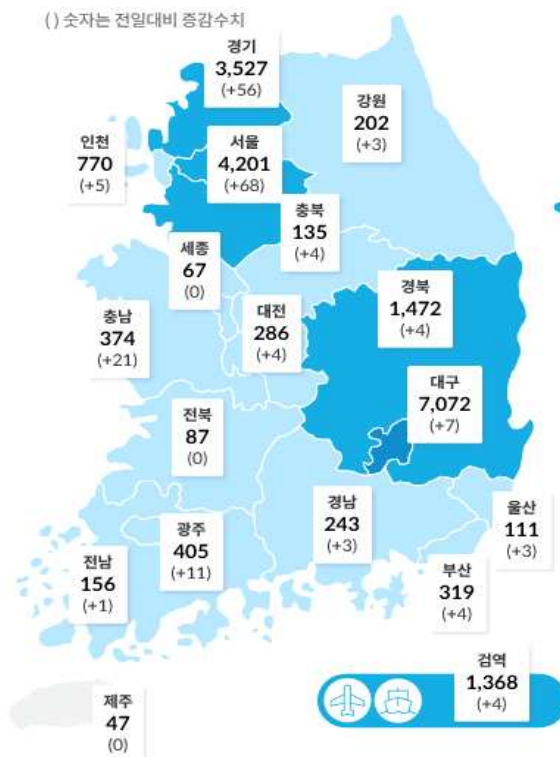 ( ) 숫자는 전일대비 증감수치
경기
3,527
(+56)
강원
202
(+3)
인천
770
(+5)
서울
4,201
(+68)
충북
135
(+4)
세종
67
(0)
경북
1,472
(+4)
충남
374
(+21)
대전
286
(+4)
대구
7,072
(+7)
전북
87
(0)
경남
243
(+3)
울산
111
(+3)
광주
405
(+11)
전남
156
(+1)
부산
319
(+4)
검역
1,368
(+4)
제주
47
(0)